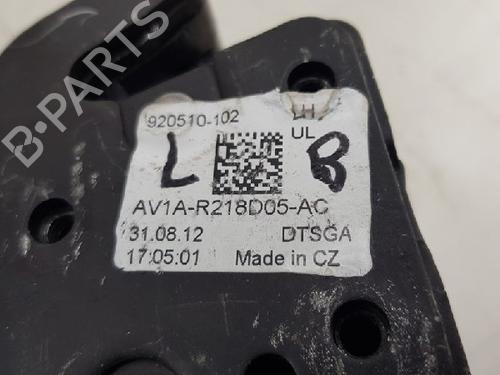 B-PARTS
920510-102
LH
UL
L
B
AV1A-R218D05-AC
31.08.12 DTSGA
17:05:01 Made in CZ